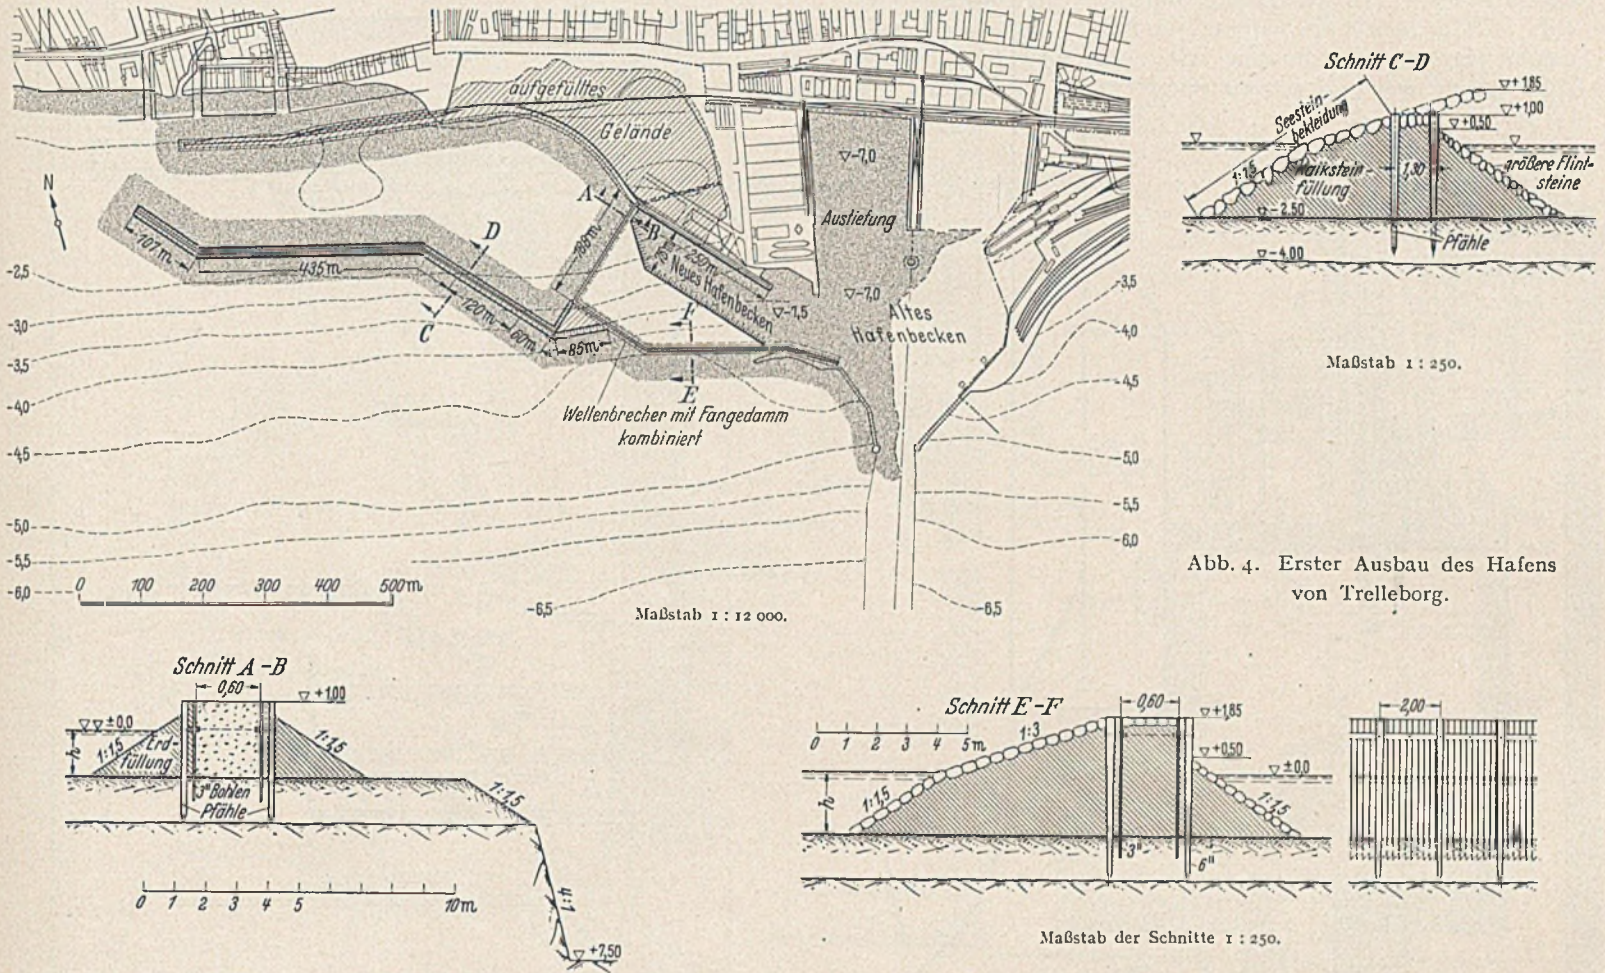 aufgefülltes
Gelände
N
A
B
188m
250m
Neues Hafenbecken
▽-7,5
Austiefung
▽-7,0
▽-7,0
Altes
Hafenbecken
107m
435m
D
C
120m
60m
85m
F
E
Wellenbrecher mit Fangedamm
kombiniert
-2,5
-3,0
-3,5
-4,0
-4,5
-5,0
-5,5
-6,0
-3,5
-4,0
-4,5
-5,0
-5,5
-6,0
-6,5
-6,5
0 100 200 300 400 500m
Maßstab 1 : 12 000.
Schnitt C-D
Seestein-
bekleidung
▽+1,85
▽+1,00
▽+0,50
1:1,5
Kalkstein-
füllung
1,80
größere Flint-
steine
▽-2,50
Pfähle
▽-4,00
Maßstab 1 : 250.
Abb. 4. Erster Ausbau des Hafens
von Trelleborg.
Schnitt A-B
0,60
▽+1,00
▽±0,0
h
1:1,5
Erd-
füllung
1:1,5
3" Bohlen
Pfähle
1:1,5
4:1
▽+7,50
0 1 2 3 4 5 10m
Schnitt E-F
0 1 2 3 4 5m
1:3
0,60
▽+1,85
▽+0,50
▽±0,0
h
1:1,5
1:1,5
3"
6"
2,00
Maßstab der Schnitte 1 : 250.